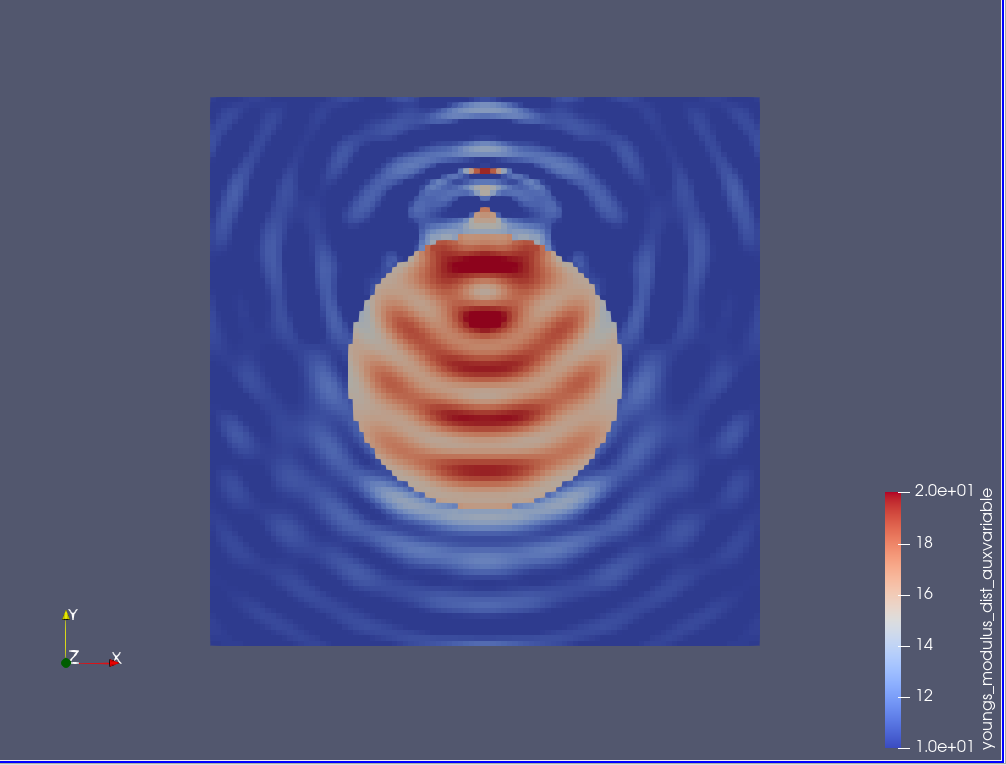 2.0e+01
18
16
14
12
1.0e+01
youngs_modulus_dist_auxvariable
Y
Z
X